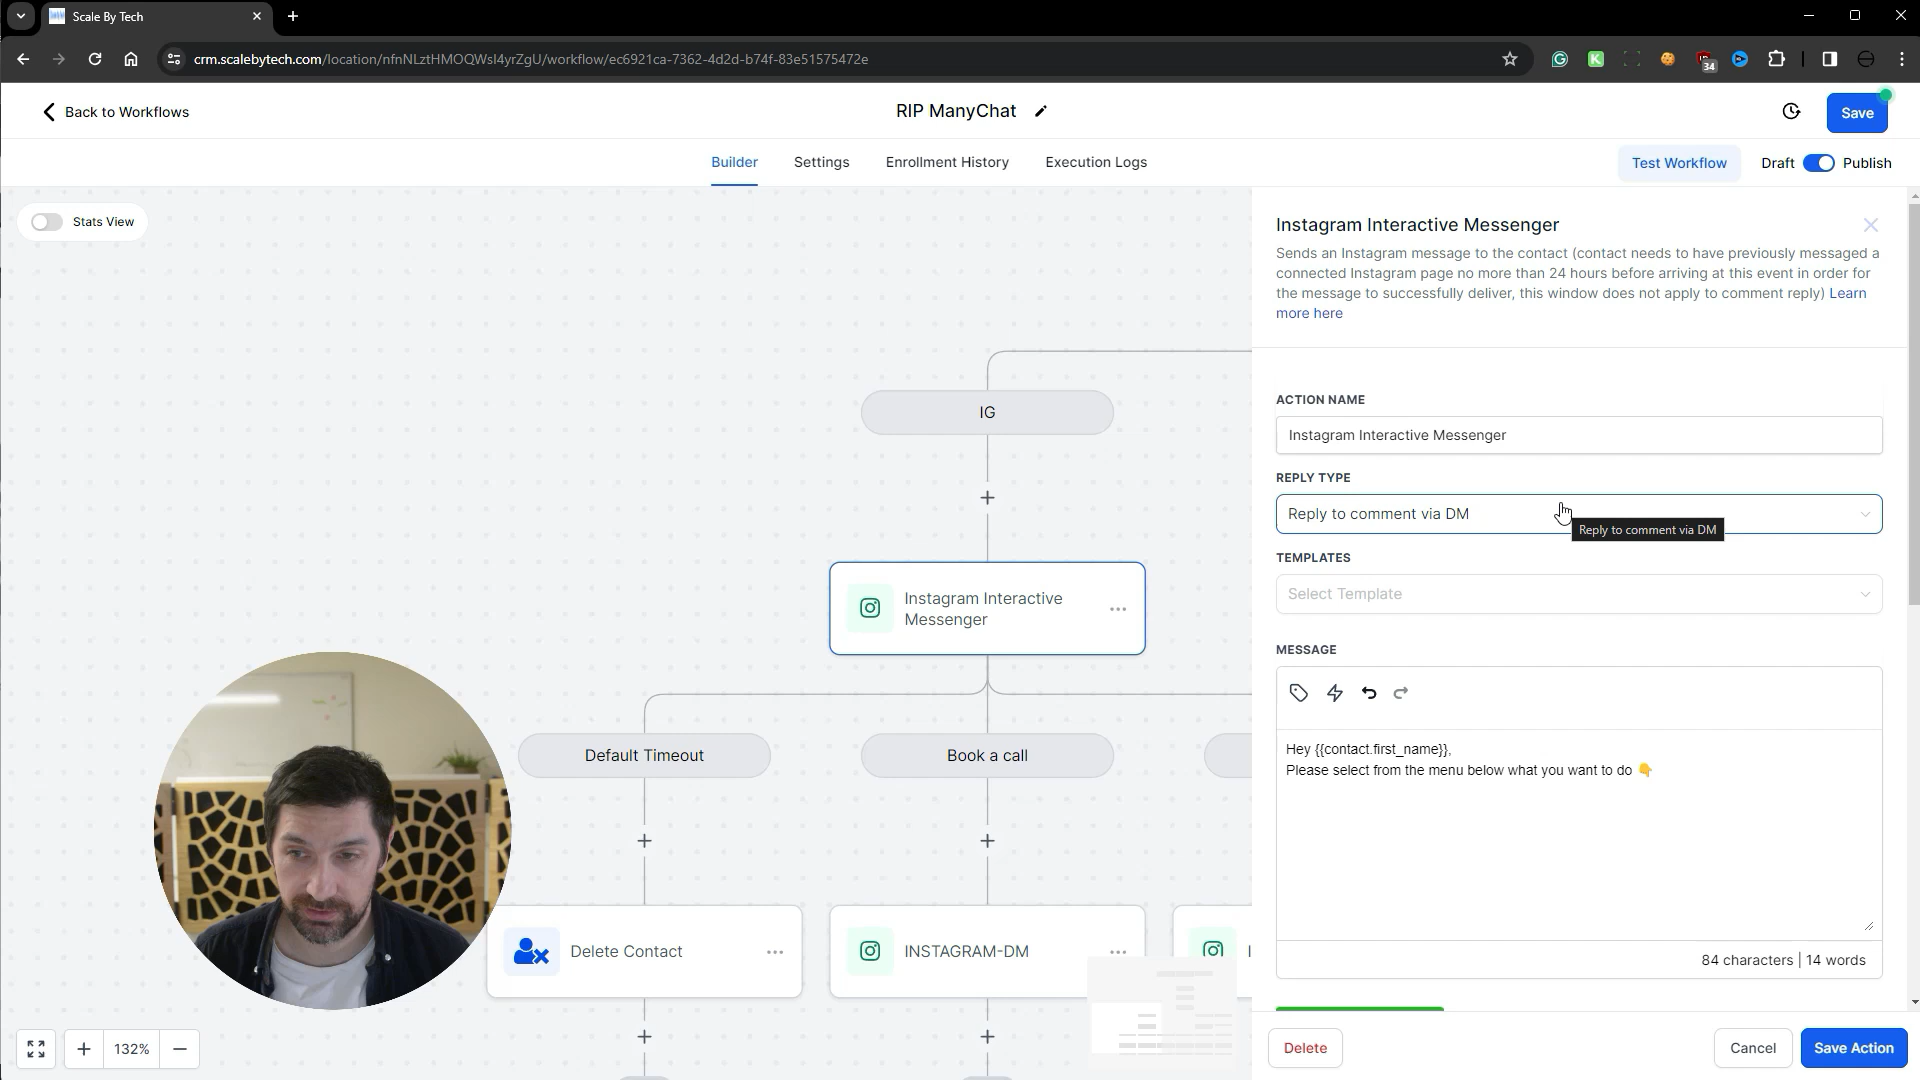 Scale By Tech
crm.scalebytech.com/location/nfnNLztHMOQWsl4yrZgU/workflow/ec6921ca-7362-4d2d-b74f-83e51575472e
34
Back to Workflows
RIP ManyChat
Save
Builder
Settings
Enrollment History
Execution Logs
Test Workflow
Draft
Publish
Stats View
IG
Instagram Interactive
Messenger
Default Timeout
Book a call
Delete Contact
INSTAGRAM-DM
132%
Instagram Interactive Messenger
Sends an Instagram message to the contact (contact needs to have previously messaged a
connected Instagram page no more than 24 hours before arriving at this event in order for
the message to successfully deliver, this window does not apply to comment reply) Learn
more here
ACTION NAME
Instagram Interactive Messenger
REPLY TYPE
Reply to comment via DM
Reply to comment via DM
TEMPLATES
Select Template
MESSAGE
Hey {{contact.first_name}},
Please select from the menu below what you want to do 👇
84 characters | 14 words
Delete
Cancel
Save Action